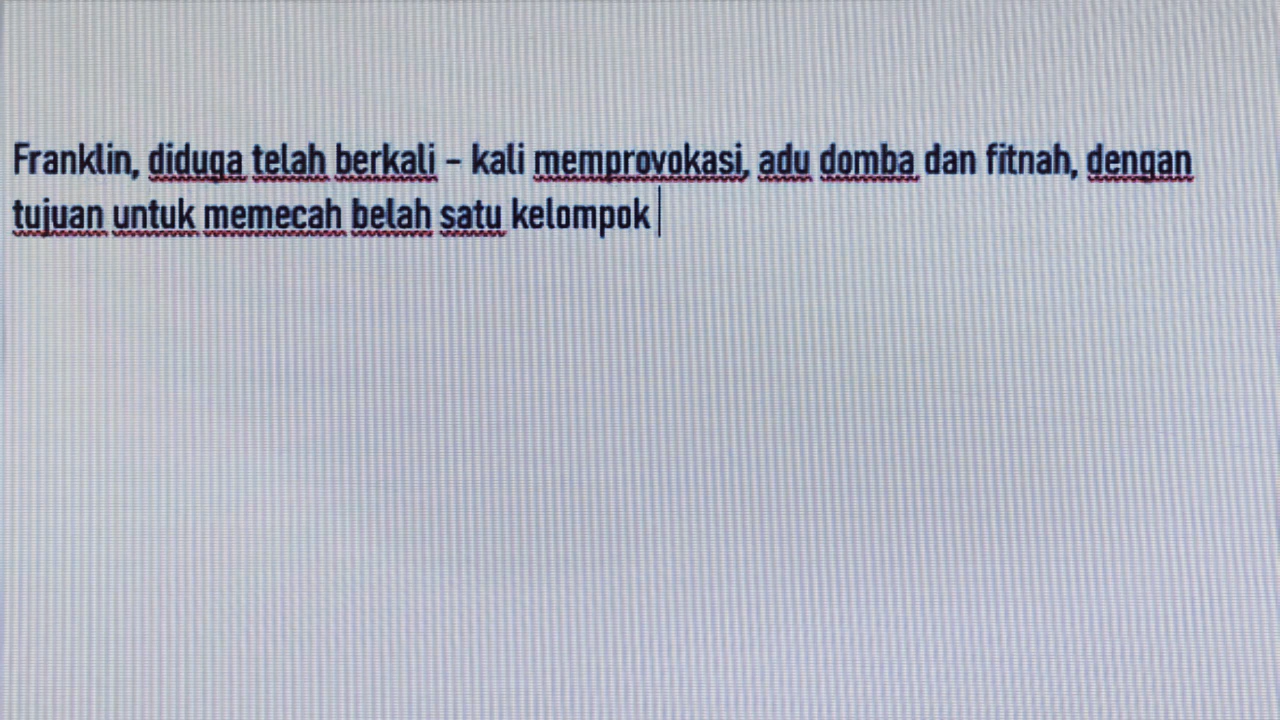 Franklin, diduga telah berkali – kali memprovokasi, adu domba dan fitnah, dengan
tujuan untuk memecah belah satu kelompok